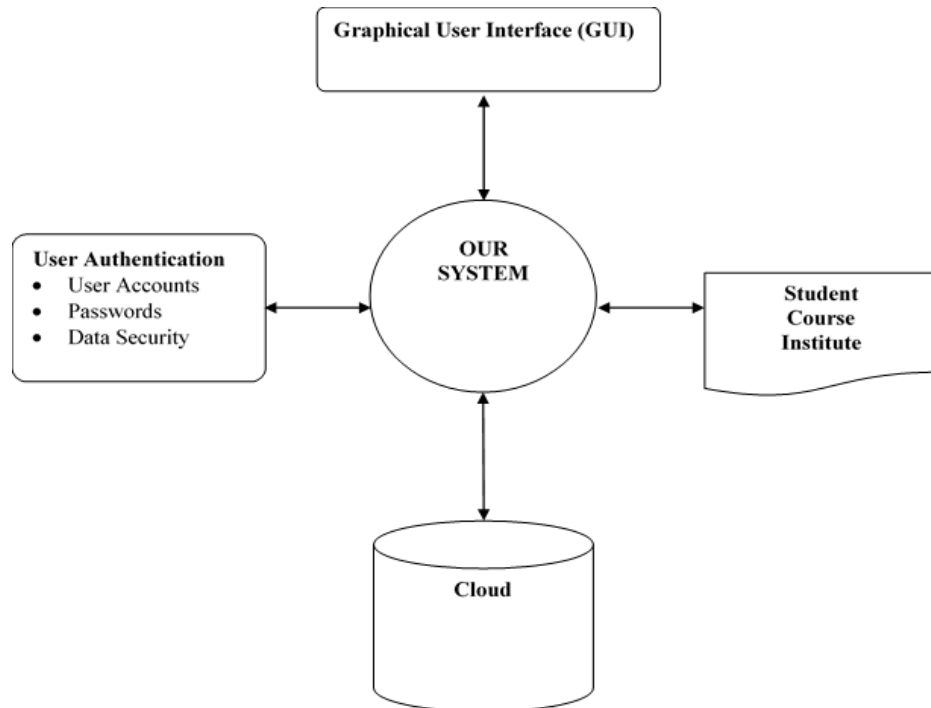 Graphical User Interface (GUI)
User Authentication
• User Accounts
• Passwords
• Data Security
OUR
SYSTEM
Student
Course
Institute
Cloud